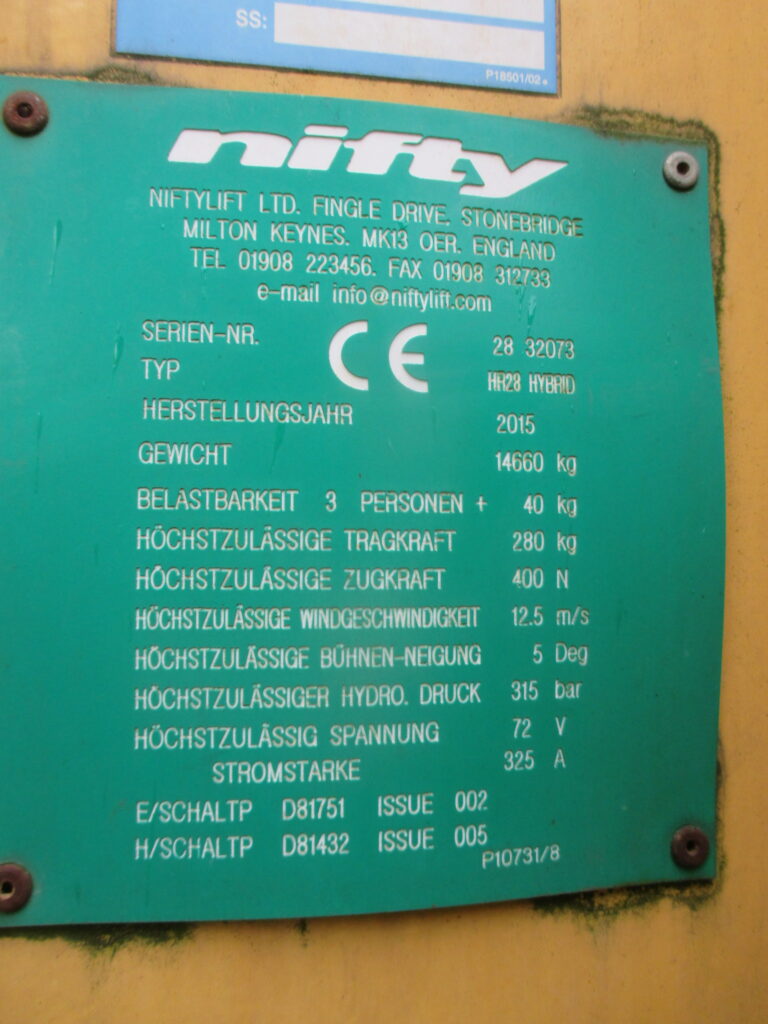 SS:
P18501/02
nifty
NIFTYLIFT LTD. FINGLE DRIVE, STONEBRIDGE
MILTON KEYNES. MK13 OER. ENGLAND
TEL 01908 223456. FAX 01908 312733
e-mail info@niftylift.com
CE
SERIEN-NR. 28 32073
TYP HR28 HYBRID
HERSTELLUNGSJAHR 2015
GEWICHT 14660 kg
BELASTBARKEIT 3 PERSONEN + 40 kg
HÖCHSTZULÄSSIGE TRAGKRAFT 280 kg
HÖCHSTZULÄSSIGE ZUGKRAFT 400 N
HÖCHSTZULÄSSIGE WINDGESCHWINDIGKEIT 12.5 m/s
HÖCHSTZULÄSSIGE BÜHNEN-NEIGUNG 5 Deg
HÖCHSTZULÄSSIGER HYDRO. DRUCK 315 bar
HÖCHSTZULÄSSIG SPANNUNG 72 V
STROMSTARKE 325 A
E/SCHALTP D81751 ISSUE 002
H/SCHALTP D81432 ISSUE 005
P10731/8